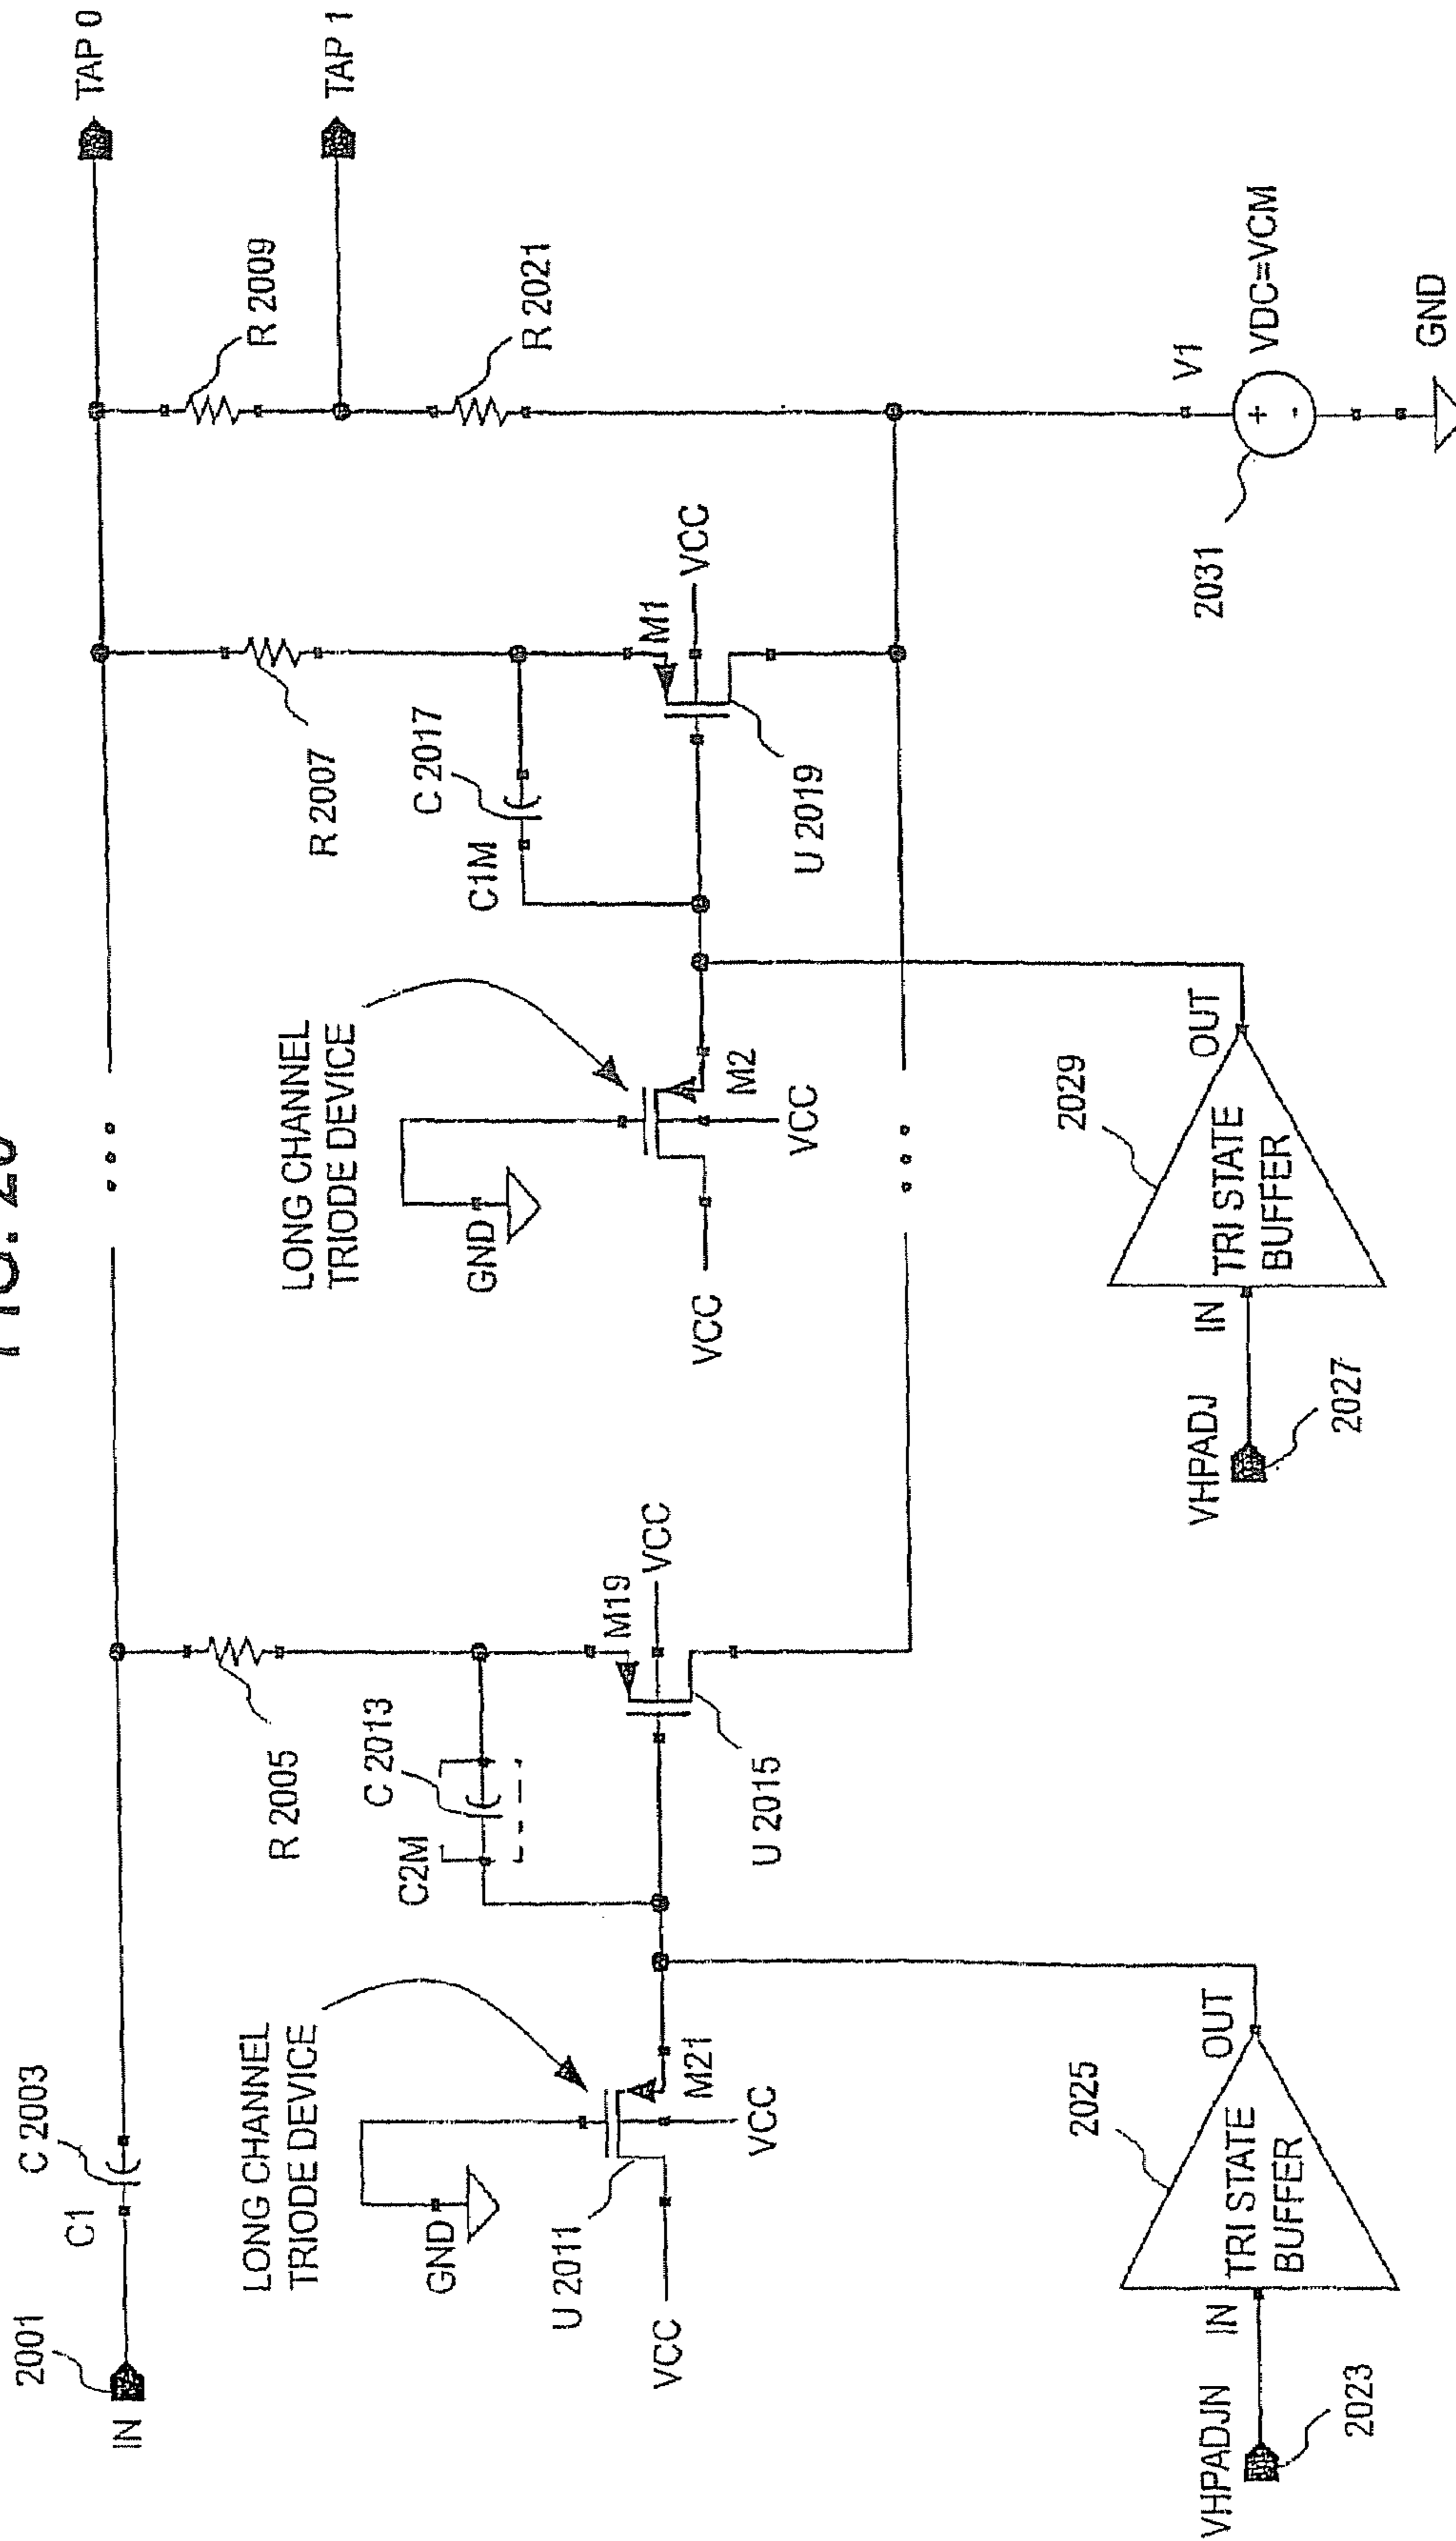 FIG. 20
2001
IN
C1
C 2003
TAP 0
TAP 1
R 2005
R 2007
R 2009
R 2021
LONG CHANNEL
TRIODE DEVICE
GND
U 2011
VCC
M21
VCC
C2M
C 2013
M19
VCC
U 2015
LONG CHANNEL
TRIODE DEVICE
GND
VCC
M2
VCC
C1M
C 2017
M1
VCC
U 2019
VHPADJN
2023
IN
TRI STATE
BUFFER
2025
OUT
VHPADJ
2027
IN
TRI STATE
BUFFER
2029
OUT
2031
V1
+
-
VDC=VCM
GND